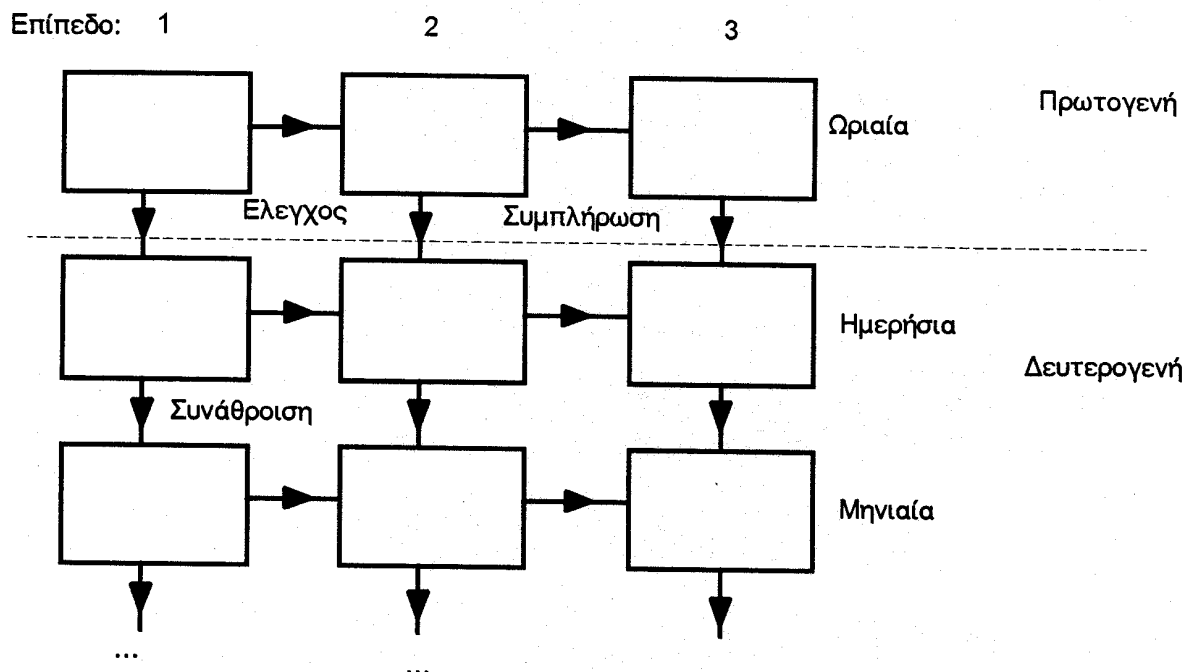 Επίπεδο: 1 2 3
Πρωτογενή
Ωριαία
Ελεγχος Συμπλήρωση
Ημερήσια
Δευτερογενή
Συνάθροιση
Μηνιαία
...
...